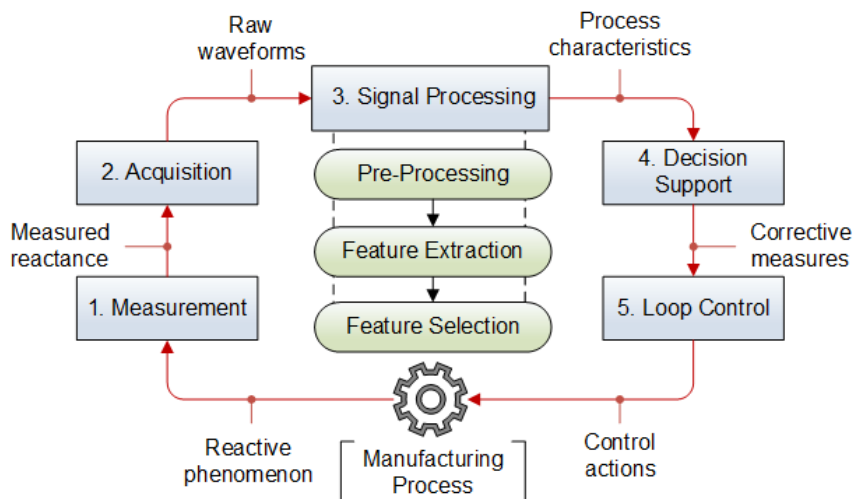 Raw
waveforms
Process
characteristics
3. Signal Processing
2. Acquisition
Pre-Processing
4. Decision
Support
Measured
reactance
Feature Extraction
Corrective
measures
1. Measurement
Feature Selection
5. Loop Control
Reactive
phenomenon
Manufacturing
Process
Control
actions